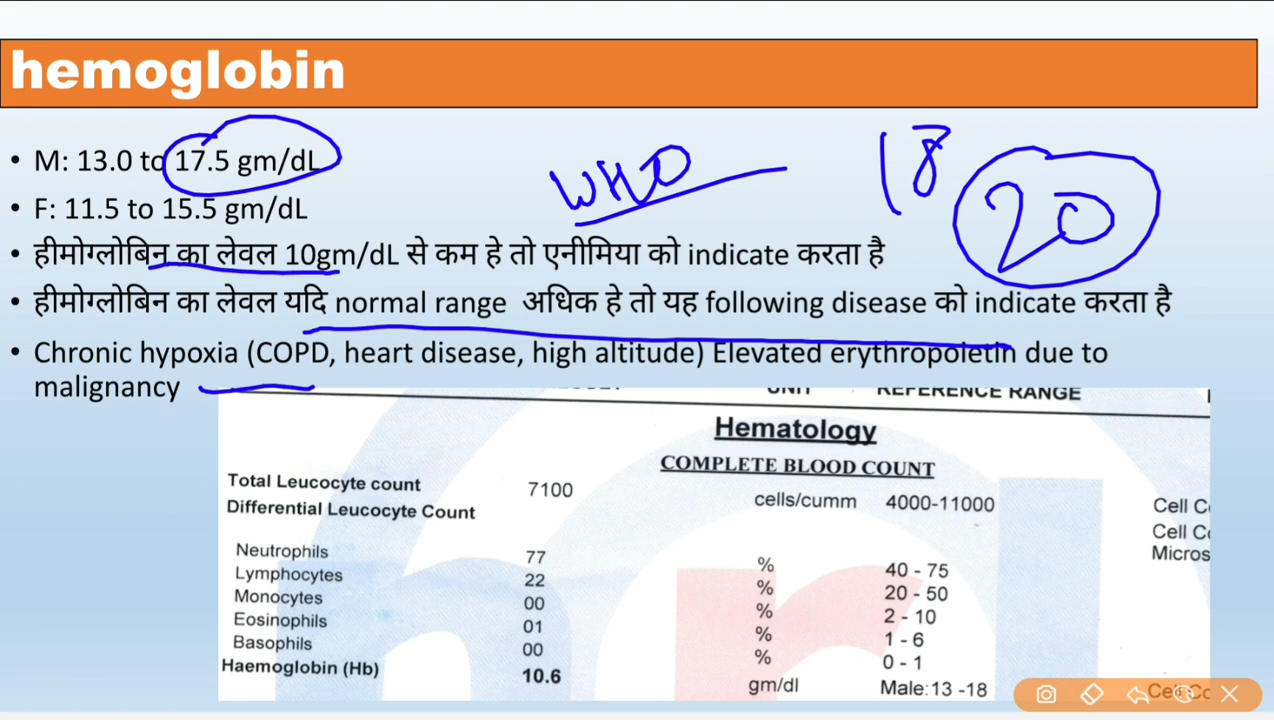 hemoglobin
• M: 13.0 to 17.5 gm/dL
WHO
18
20
• F: 11.5 to 15.5 gm/dL
• हीमोग्लोबिन का लेवल 10gm/dL से कम हे तो एनीमिया को indicate करता है
• हीमोग्लोबिन का लेवल यदि normal range अधिक हे तो यह following disease को indicate करता है
• Chronic hypoxia (COPD, heart disease, high altitude) Elevated erythropoietin due to
malignancy
UNIT REFERENCE RANGE
Hematology
COMPLETE BLOOD COUNT
Total Leucocyte count 7100 cells/cumm 4000-11000 Cell C
Differential Leucocyte Count Cell C
Micros
Neutrophils 77 % 40 - 75
Lymphocytes 22 % 20 - 50
Monocytes 00 % 2 - 10
Eosinophils 01 % 1 - 6
Basophils 00 % 0 - 1
Haemoglobin (Hb) 10.6 gm/dl Male:13 -18